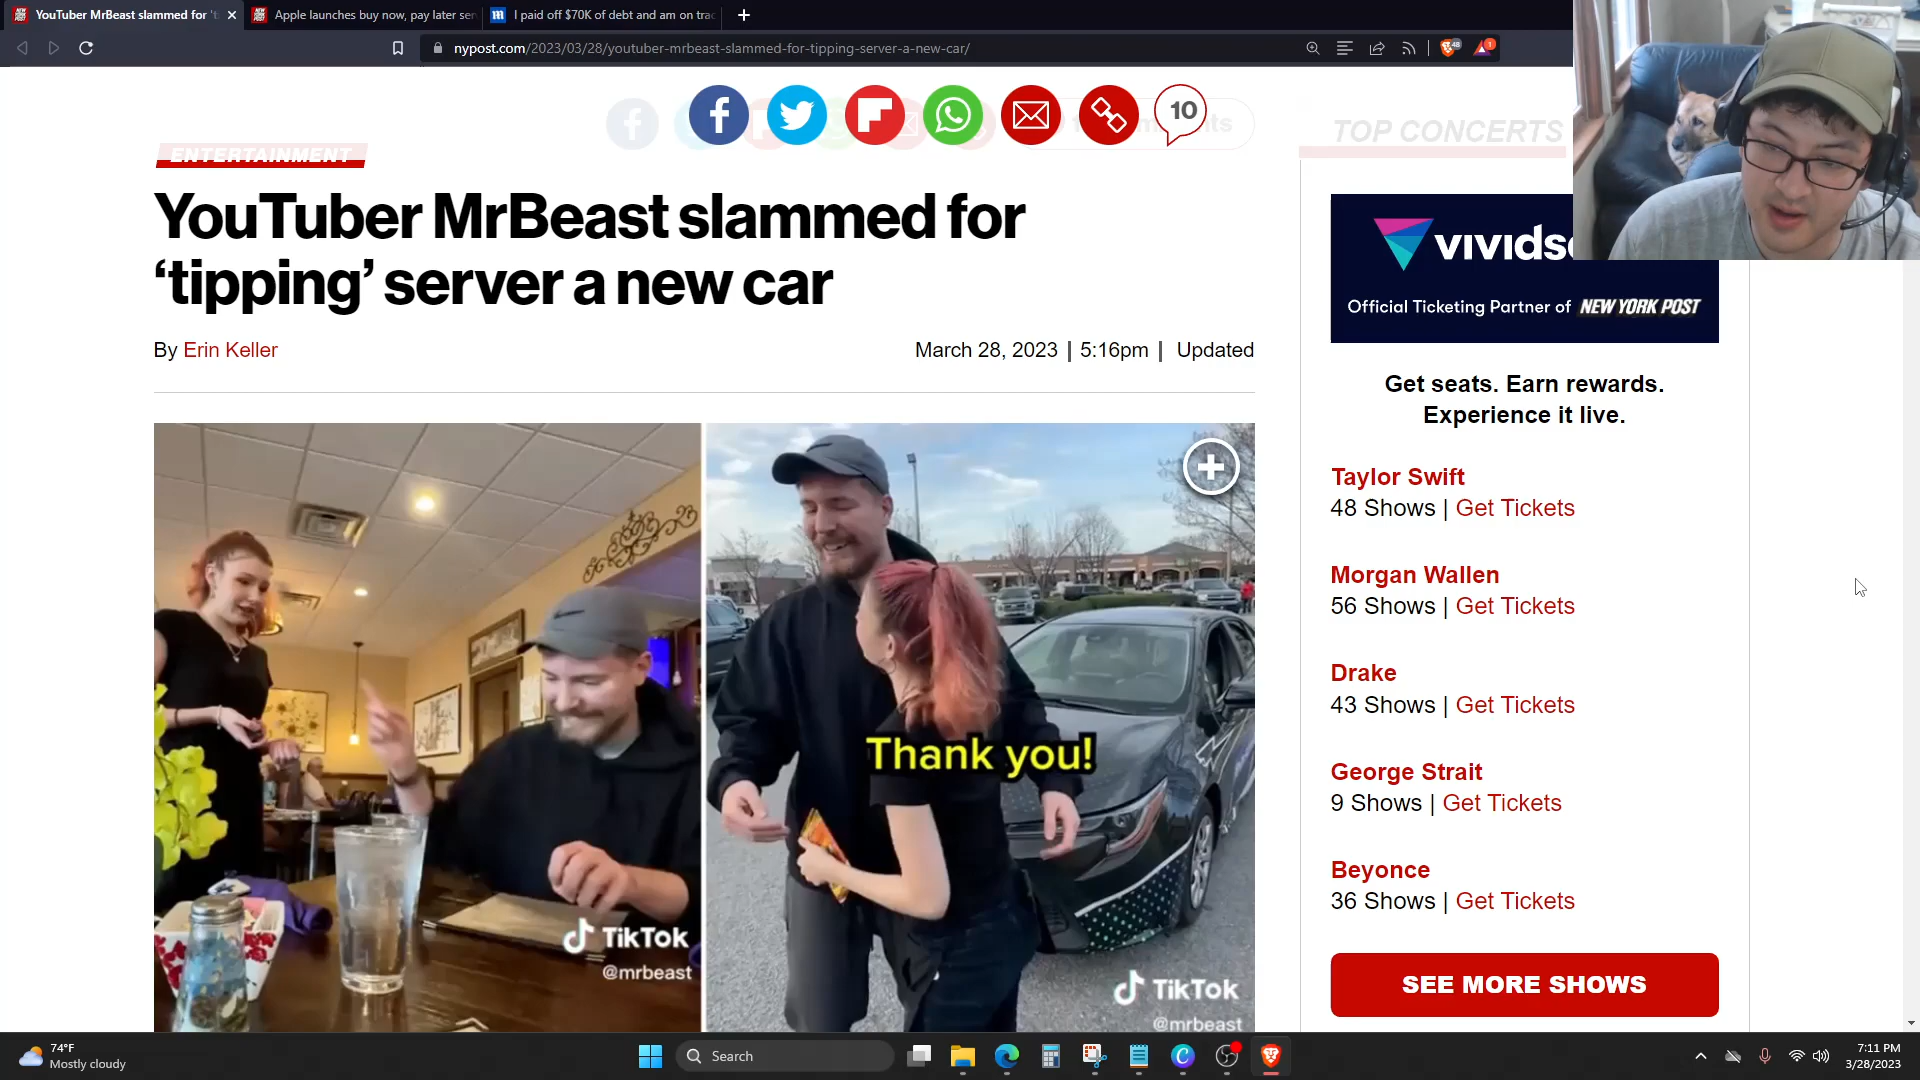 YouTuber MrBeast slammed for 't
Apple launches buy now, pay later ser
I paid off $70K of debt and am on trac
nypost.com/2023/03/28/youtuber-mrbeast-slammed-for-tipping-server-a-new-car/
48
1
10
ENTERTAINMENT
YouTuber MrBeast slammed for
‘tipping’ server a new car
By Erin Keller
March 28, 2023 | 5:16pm | Updated
Thank you!
TikTok
@mrbeast
TikTok
@mrbeast
TOP CONCERTS
vividse
Official Ticketing Partner of NEW YORK POST
Get seats. Earn rewards.
Experience it live.
Taylor Swift
48 Shows | Get Tickets
Morgan Wallen
56 Shows | Get Tickets
Drake
43 Shows | Get Tickets
George Strait
9 Shows | Get Tickets
Beyonce
36 Shows | Get Tickets
SEE MORE SHOWS
74°F
Mostly cloudy
Search
7:11 PM
3/28/2023